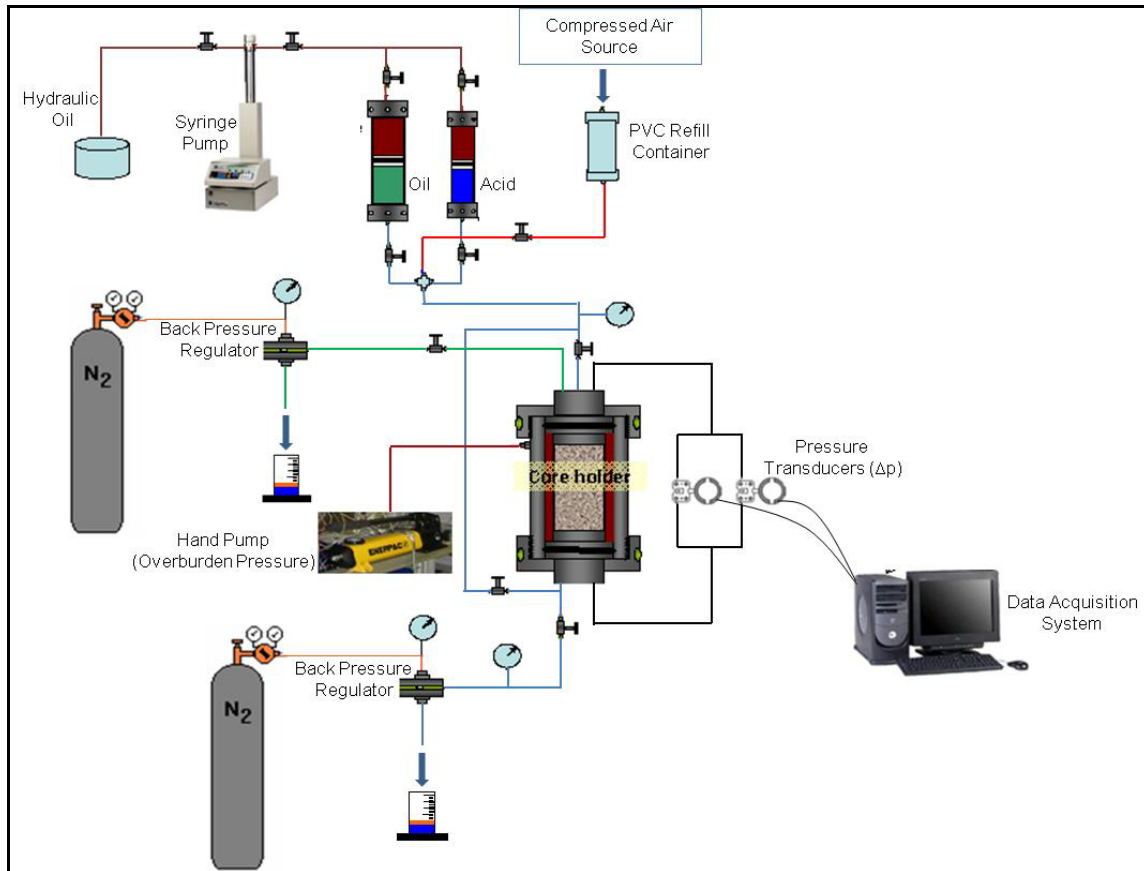 Compressed Air
Source
Hydraulic
Oil
Syringe
Pump
Oil
Acid
PVC Refill
Container
Back Pressure
Regulator
N2
Core holder
Pressure
Transducers (Δp)
Hand Pump
(Overburden Pressure)
ENERPAC
Data Acquisition
System
Back Pressure
Regulator
N2